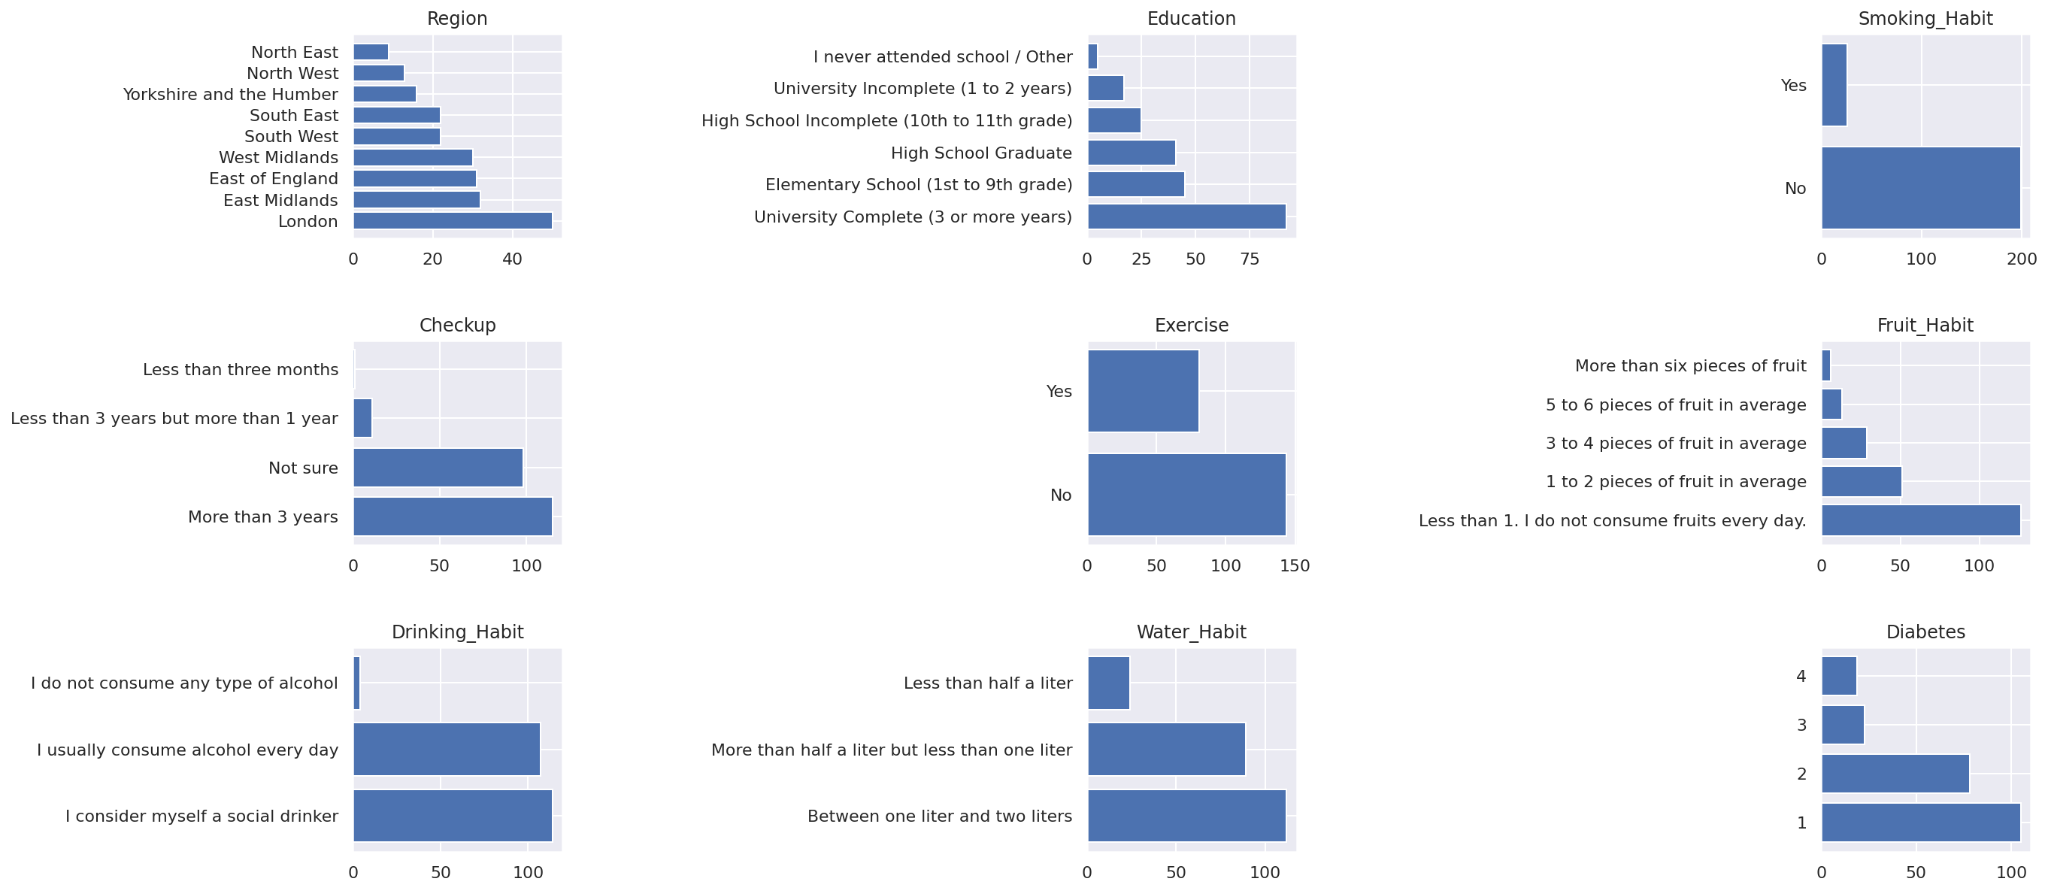 Region
North East
North West
Yorkshire and the Humber
South East
South West
West Midlands
East of England
East Midlands
London
0 20 40
Education
I never attended school / Other
University Incomplete (1 to 2 years)
High School Incomplete (10th to 11th grade)
High School Graduate
Elementary School (1st to 9th grade)
University Complete (3 or more years)
0 25 50 75
Smoking_Habit
Yes
No
0 100 200
Checkup
Less than three months
Less than 3 years but more than 1 year
Not sure
More than 3 years
0 50 100
Exercise
Yes
No
0 50 100 150
Fruit_Habit
More than six pieces of fruit
5 to 6 pieces of fruit in average
3 to 4 pieces of fruit in average
1 to 2 pieces of fruit in average
Less than 1. I do not consume fruits every day.
0 50 100
Drinking_Habit
I do not consume any type of alcohol
I usually consume alcohol every day
I consider myself a social drinker
0 50 100
Water_Habit
Less than half a liter
More than half a liter but less than one liter
Between one liter and two liters
0 50 100
Diabetes
4
3
2
1
0 50 100